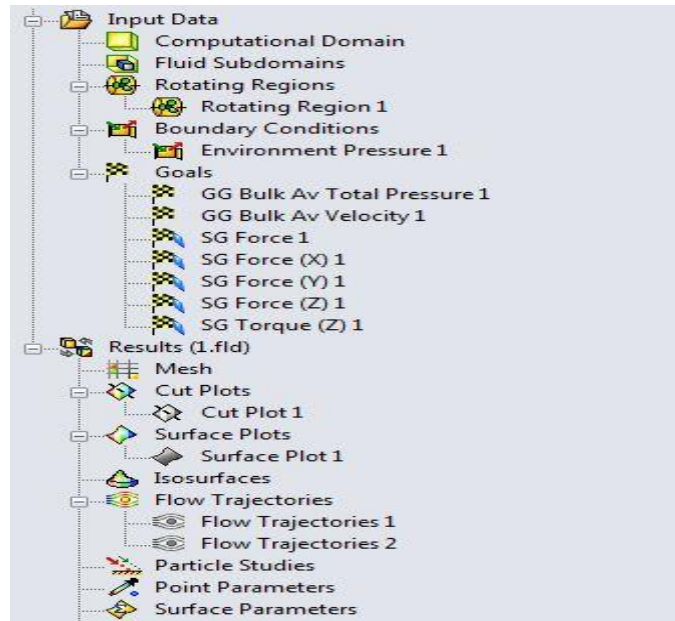 Input Data
Computational Domain
Fluid Subdomains
Rotating Regions
Rotating Region 1
Boundary Conditions
Environment Pressure 1
Goals
GG Bulk Av Total Pressure 1
GG Bulk Av Velocity 1
SG Force 1
SG Force (X) 1
SG Force (Y) 1
SG Force (Z) 1
SG Torque (Z) 1
Results (1.fld)
Mesh
Cut Plots
Cut Plot 1
Surface Plots
Surface Plot 1
Isosurfaces
Flow Trajectories
Flow Trajectories 1
Flow Trajectories 2
Particle Studies
Point Parameters
Surface Parameters